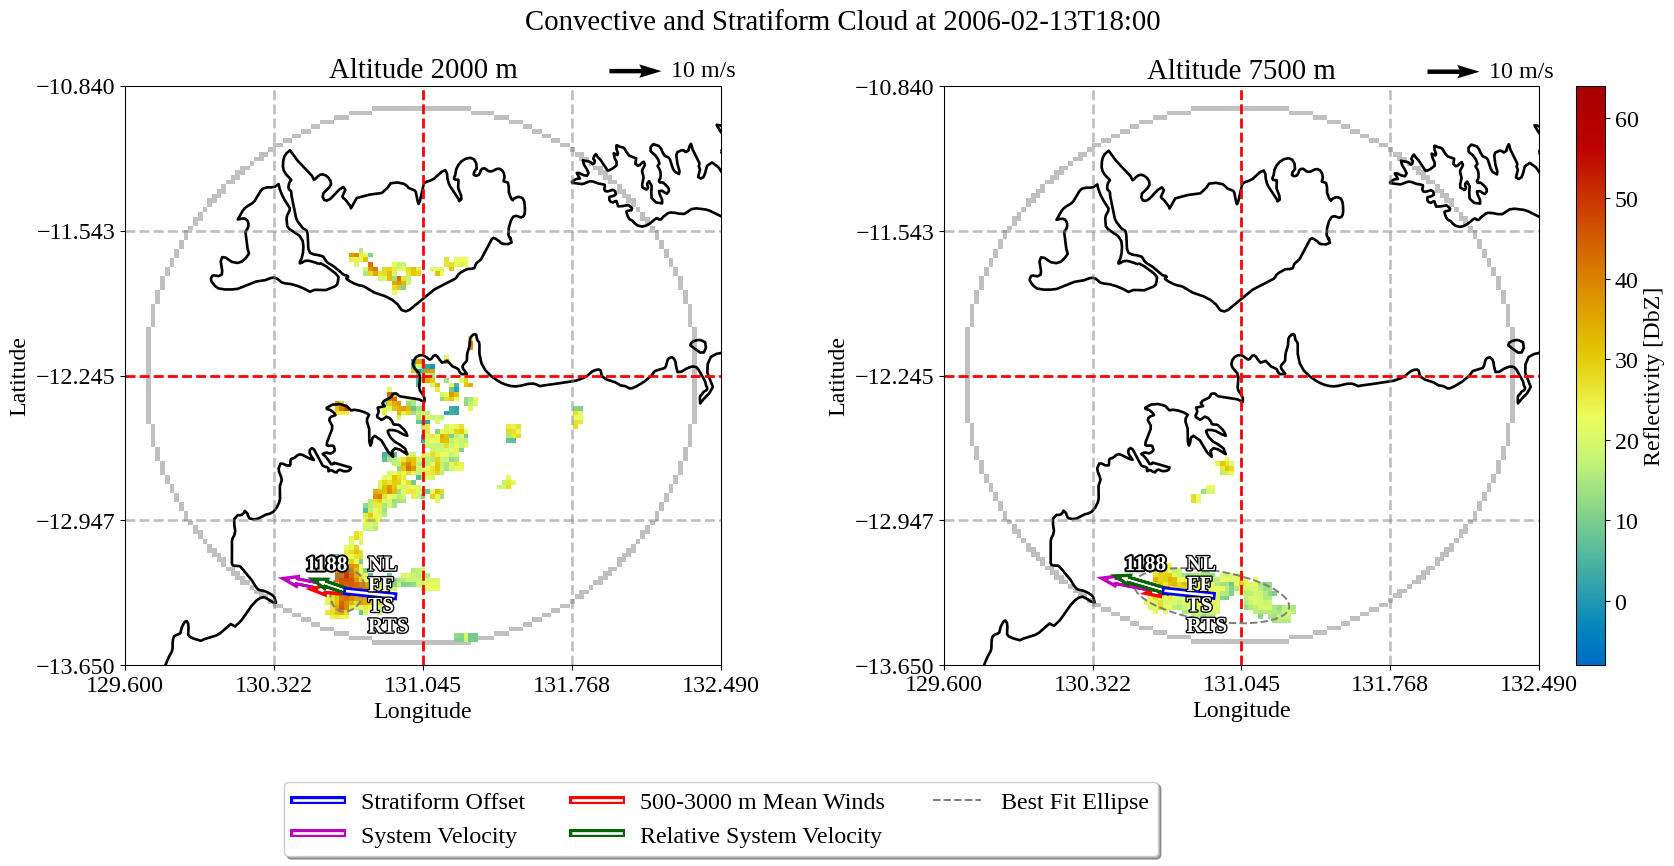 Convective and Stratiform Cloud at 2006-02-13T18:00
Altitude 2000 m
10 m/s
Altitude 7500 m
10 m/s
−10.840
−11.543
−12.245
−12.947
−13.650
Latitude
129.600
130.322
131.045
131.768
132.490
Longitude
1188
NL
FF
TS
RTS
−10.840
−11.543
−12.245
−12.947
−13.650
Latitude
129.600
130.322
131.045
131.768
132.490
Longitude
1188
NL
FF
TS
RTS
60
50
40
30
20
10
0
Reflectivity [DbZ]
Stratiform Offset
System Velocity
500-3000 m Mean Winds
Relative System Velocity
Best Fit Ellipse